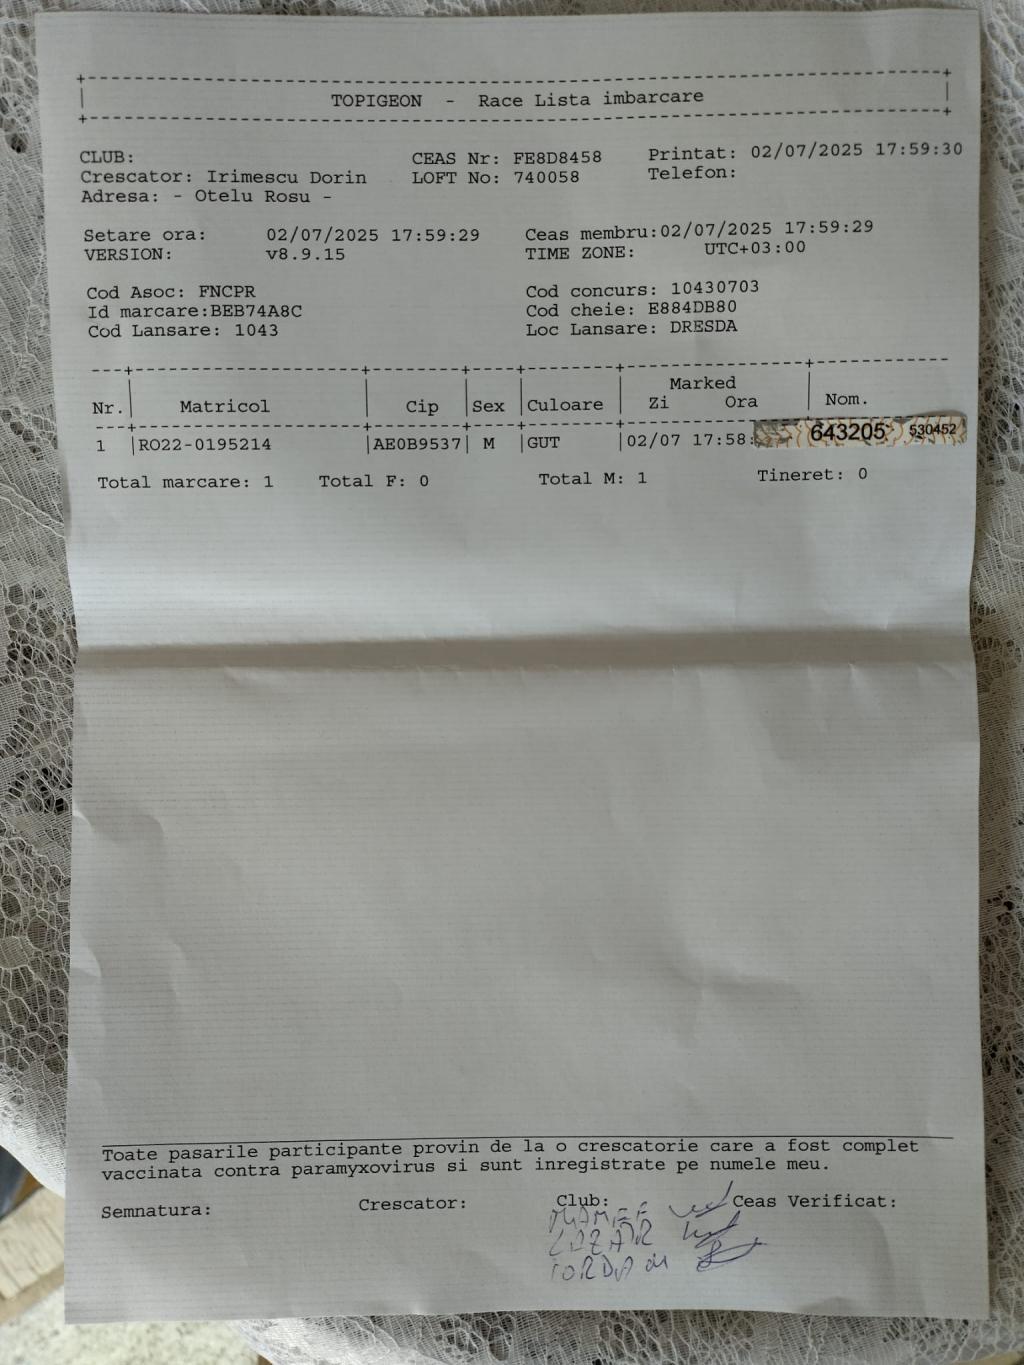 TOPIGEON - Race Lista imbarcare
CLUB: CEAS Nr: FE8D8458 Printat: 02/07/2025 17:59:30
Crescator: Irimescu Dorin LOFT No: 740058 Telefon:
Adresa: - Otelu Rosu -
Setare ora: 02/07/2025 17:59:29 Ceas membru:02/07/2025 17:59:29
VERSION: v8.9.15 TIME ZONE: UTC+03:00
Cod Asoc: FNCPR Cod concurs: 10430703
Id marcare:BEB74A8C Cod cheie: E884DB80
Cod Lansare: 1043 Loc Lansare: DRESDA
Marked
Nr. Matricol Cip Sex Culoare Zi Ora Nom.
1 RO22-0195214 AE0B9537 M GUT 02/07 17:58: 643205 530452
Total marcare: 1 Total F: 0 Total M: 1 Tineret: 0
Toate pasarile participante provin de la o crescatorie care a fost complet
vaccinata contra paramyxovirus si sunt inregistrate pe numele meu.
Semnatura: Crescator: Club: Ceas Verificat:
LAZAR